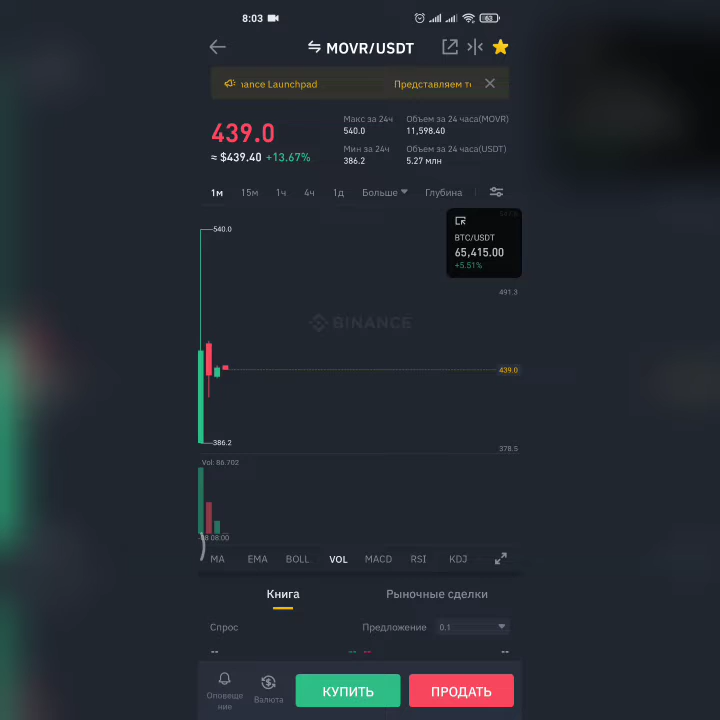 8:03
63
MOVR/USDT
nance Launchpad
Представляем т
439.0
≈ $439.40 +13.67%
Макс за 24ч
540.0
Объем за 24 часа(MOVR)
11,598.40
Мин за 24ч
386.2
Объем за 24 часа(USDT)
5.27 млн
1м 15м 1ч 4ч 1д Больше Глубина
540.0
BTC/USDT
65,415.00
+5.51%
491.3
BINANCE
439.0
386.2
378.5
Vol: 86.702
08:00
MA EMA BOLL VOL MACD RSI KDJ
Книга Рыночные сделки
Спрос Предложение 0.1
-- -- -- --
Оповеще
ние
Валюта
КУПИТЬ
ПРОДАТЬ